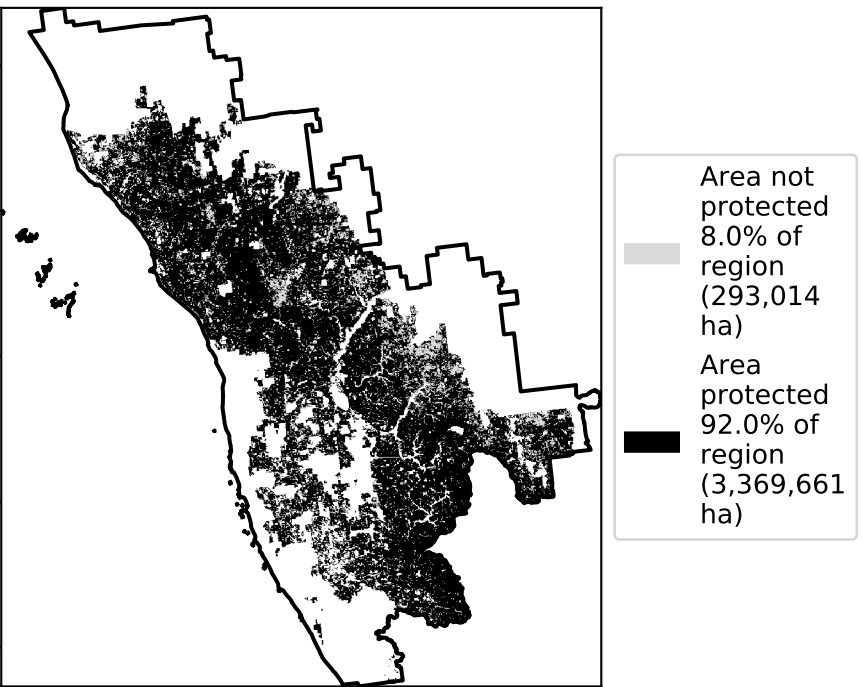 Area not
protected
8.0% of
region
(293,014
ha)
Area
protected
92.0% of
region
(3,369,661
ha)